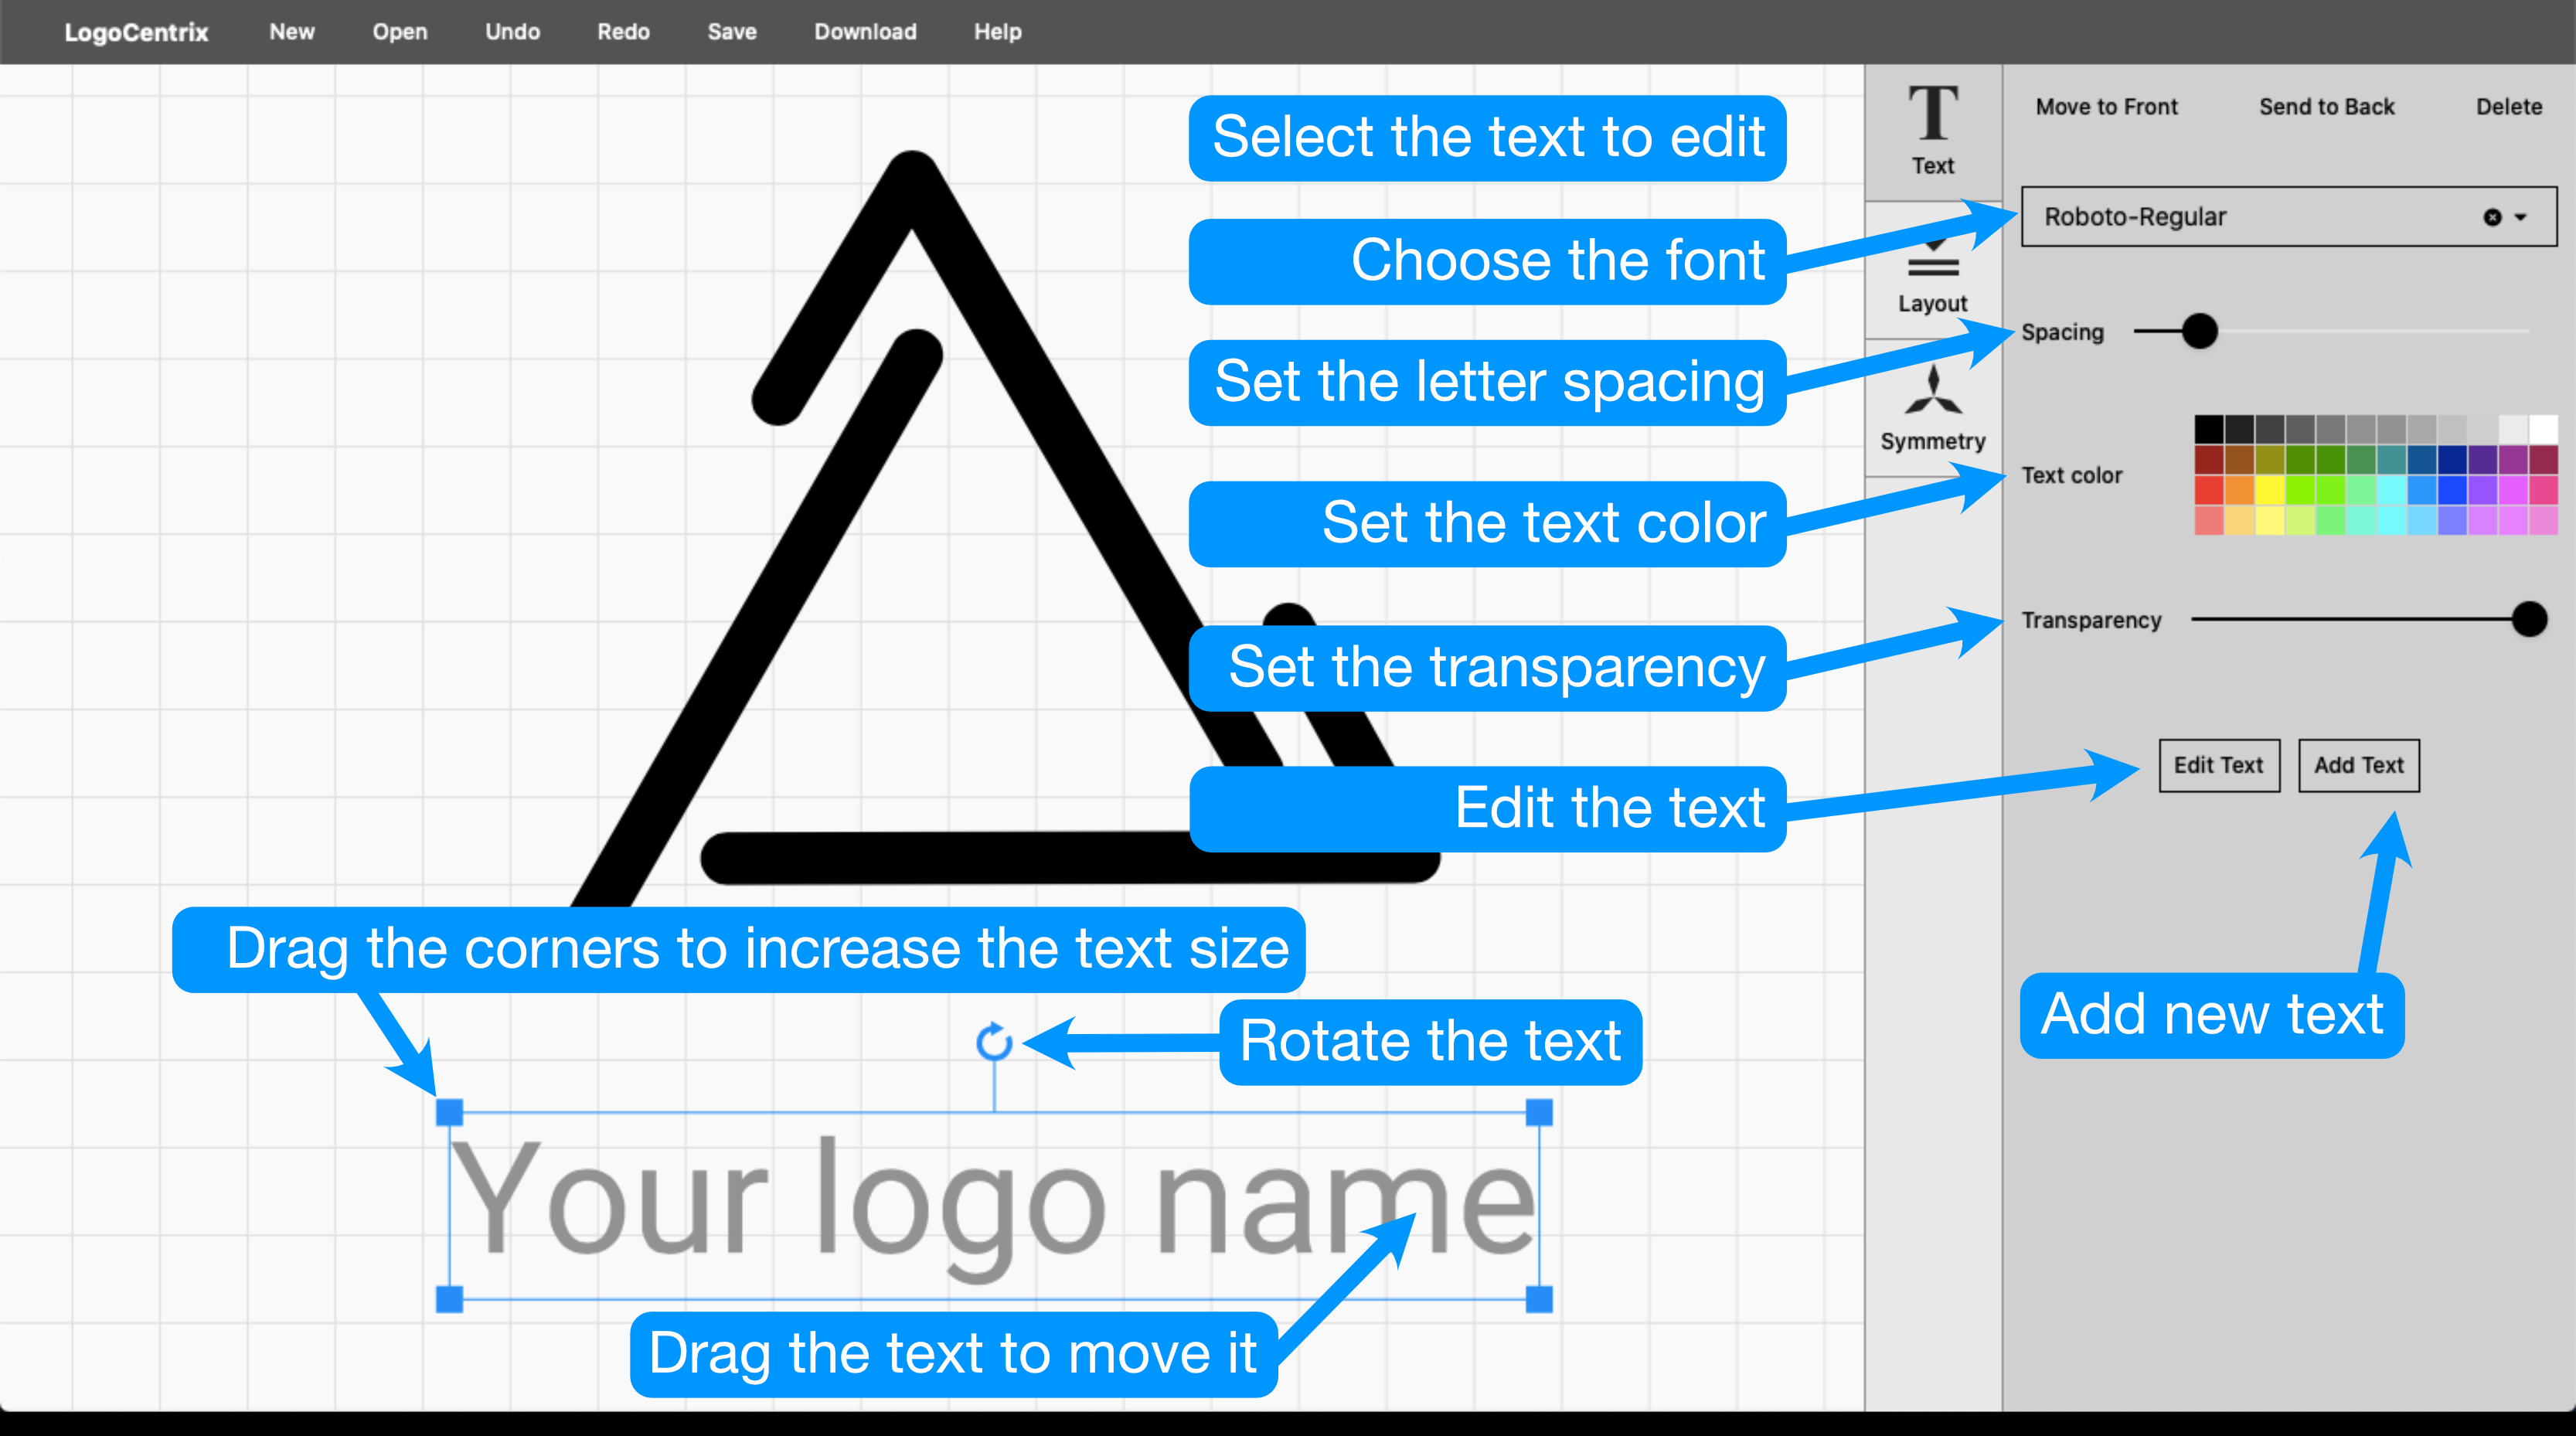 LogoCentrix New Open Undo Redo Save Download Help
Select the text to edit
Choose the font
Set the letter spacing
Set the text color
Set the transparency
Edit the text
Drag the corners to increase the text size
Rotate the text
Your logo name
Drag the text to move it
Text
Layout
Symmetry
Move to Front Send to Back Delete
Roboto-Regular
Spacing
Text color
Transparency
Edit Text Add Text
Add new text